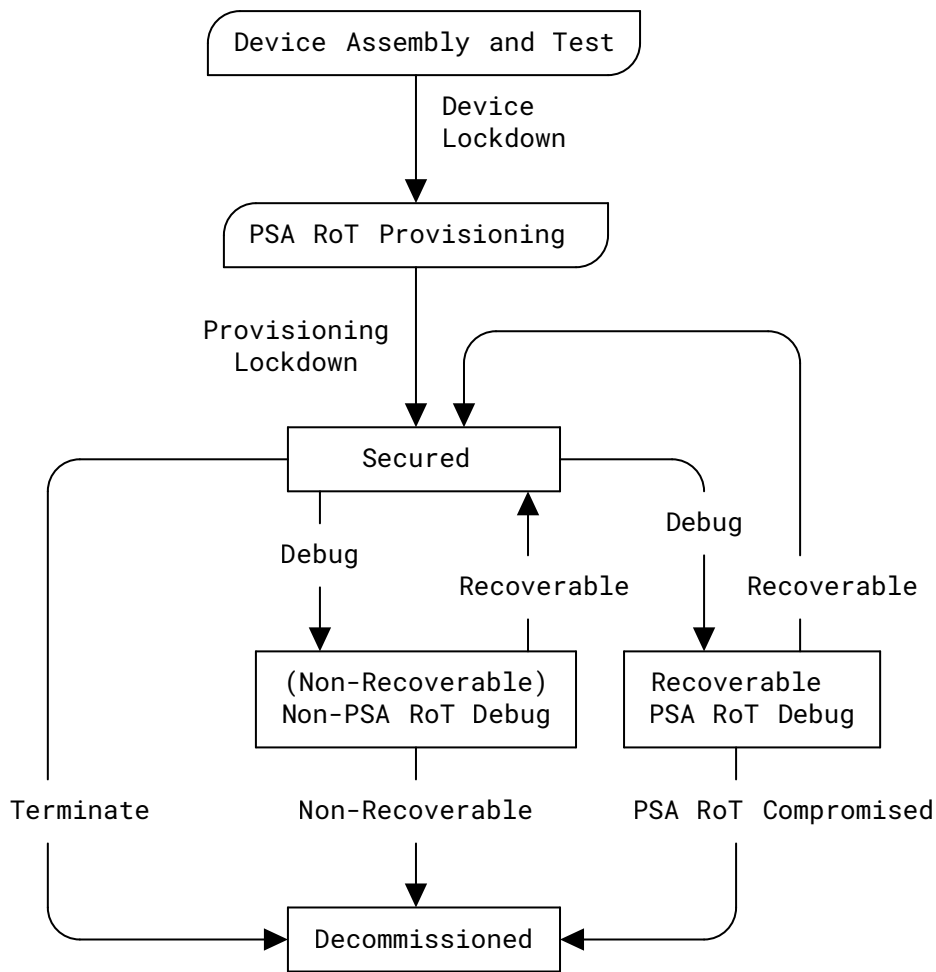 Device Assembly and Test
Device
Lockdown
PSA RoT Provisioning
Provisioning
Lockdown
Secured
Debug
Recoverable
Debug
Recoverable
(Non-Recoverable)
Non-PSA RoT Debug
Recoverable
PSA RoT Debug
Terminate
Non-Recoverable
PSA RoT Compromised
Decommissioned